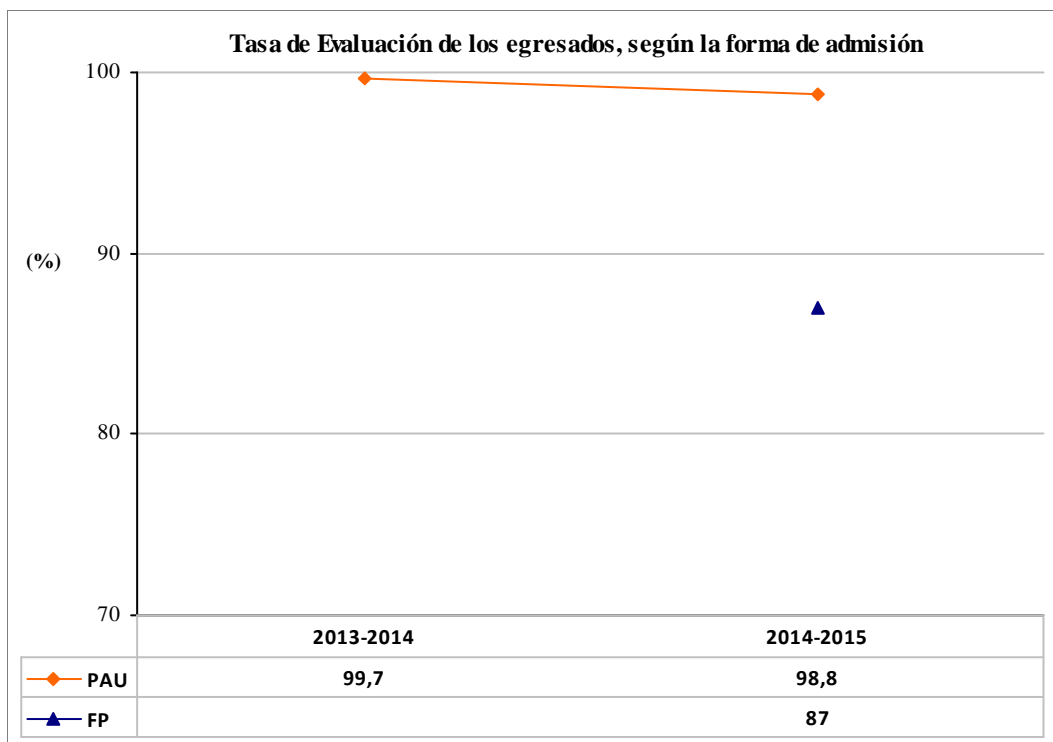 Tasa de Evaluación de los egresados, según la forma de admisión
100
(%)
90
80
70
2013-2014 2014-2015
PAU 99,7 98,8
FP 87